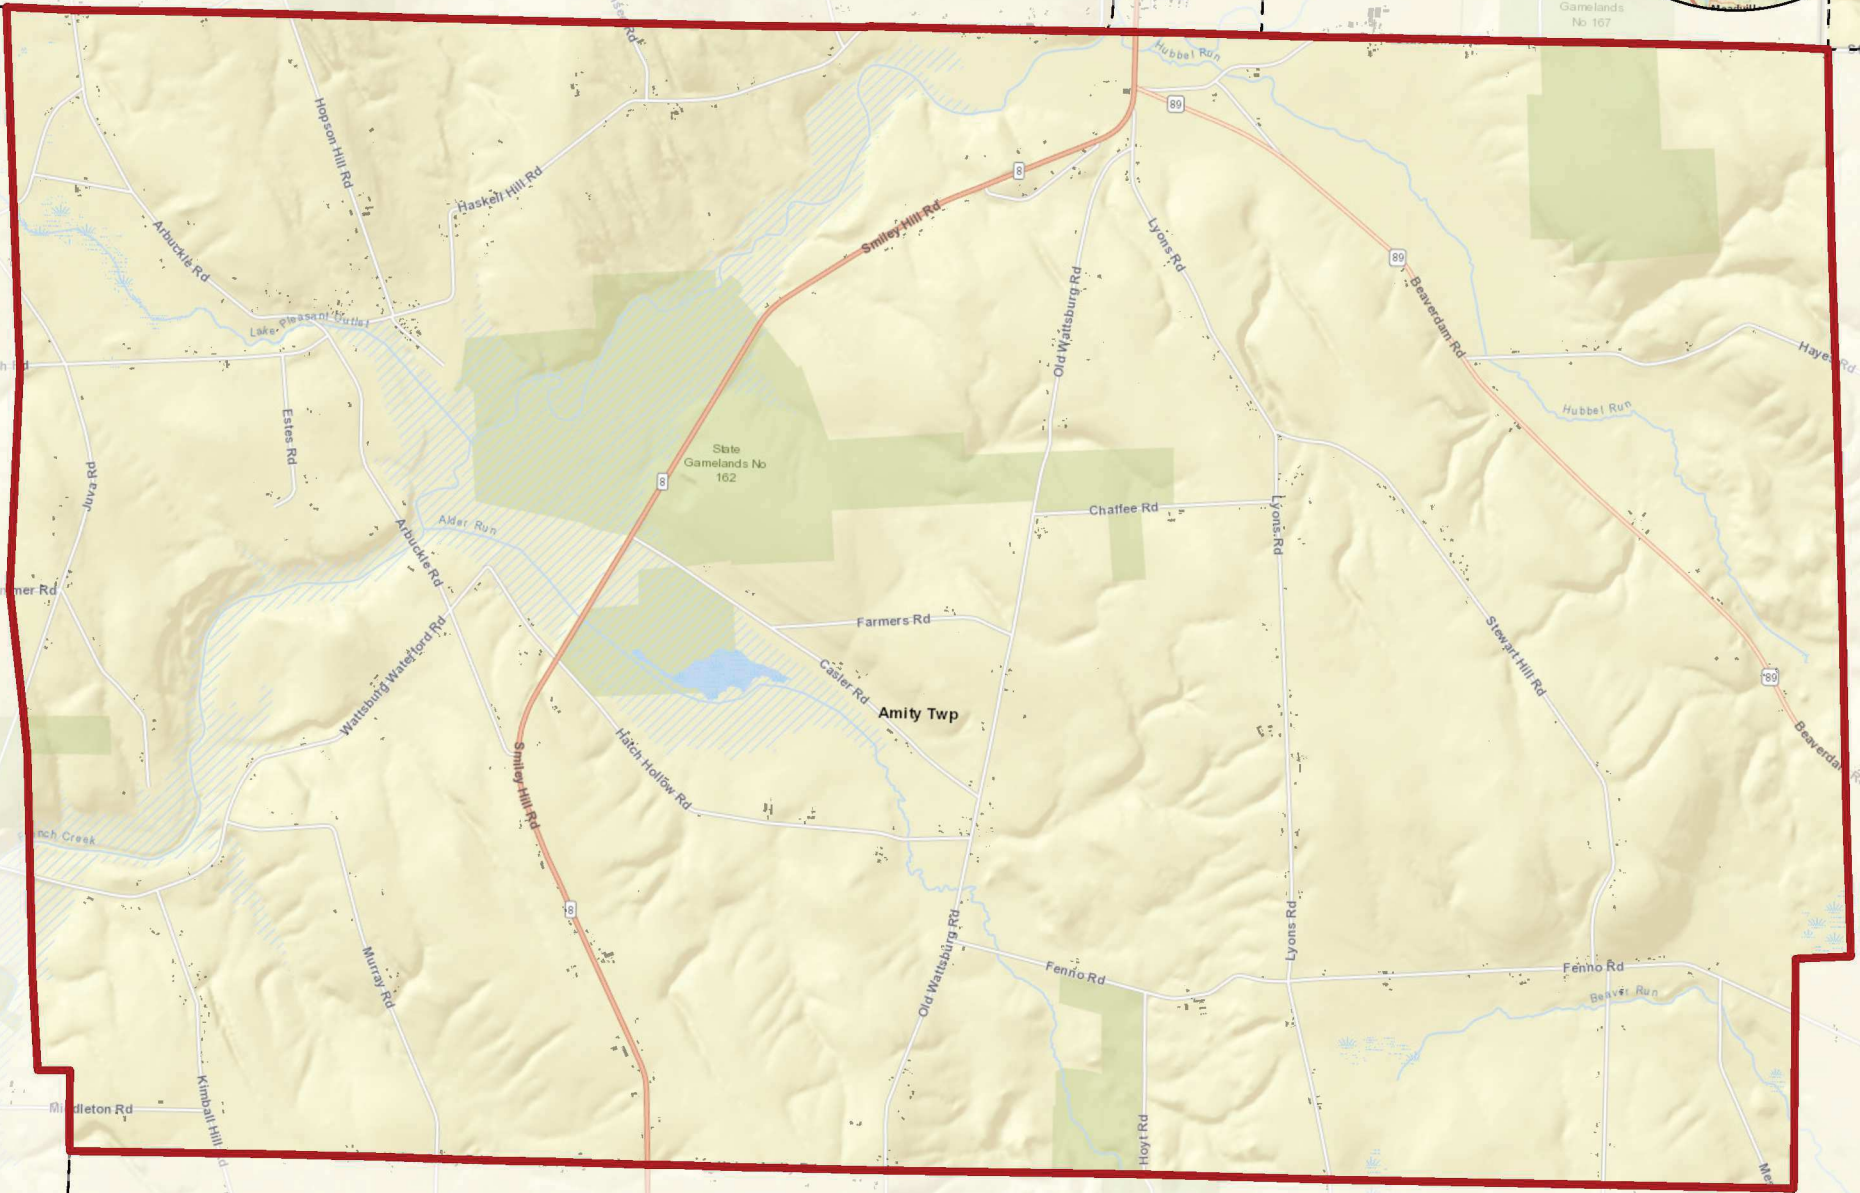 Gamelands
No 167
Hubbel Run
89
Hopson Hill Rd
8
Haskell Hill Rd
Smiley Hill Rd
Arbuckle Rd
Lyons Rd
89
Old Wattsburg Rd
Beaverdam Rd
Lake Pleasant Outlet
Hayes Rd
Hubbel Run
Estes Rd
State
Gamelands No
162
Juva Rd
8
Chaffee Rd
Lyons Rd
Alder Run
Arbuckle Rd
Farmers Rd
Wattsburg Waterford Rd
Stewart Hill Rd
Casler Rd
89
Amity Twp
Hatch Hollow Rd
Smiley Hill Rd
Beaverdam
Creek
8
Old Wattsburg Rd
Lyons Rd
Murray Rd
Fenno Rd
Fenno Rd
Beaver Run
Middleton Rd
Kimball Hill
Hoyt Rd